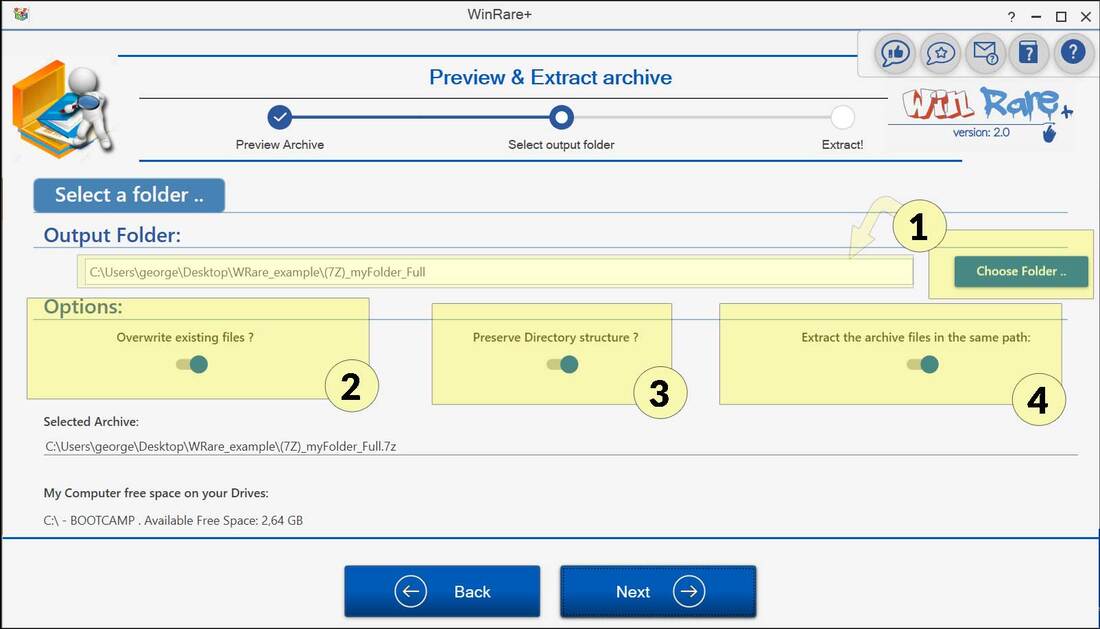 WinRare+
?
Preview & Extract archive
? ?
Win Rare+
version: 2.0
Preview Archive Select output folder Extract!
Select a folder ..
Output Folder:
1
C:\Users\george\Desktop\WRare_example\(7Z)_myFolder_Full
Choose Folder ..
Options:
Overwrite existing files ? Preserve Directory structure ? Extract the archive files in the same path:
2 3 4
Selected Archive:
C:\Users\george\Desktop\WRare_example\(7Z)_myFolder_Full.7z
My Computer free space on your Drives:
C:\ - BOOTCAMP . Available Free Space: 2,64 GB
Back Next